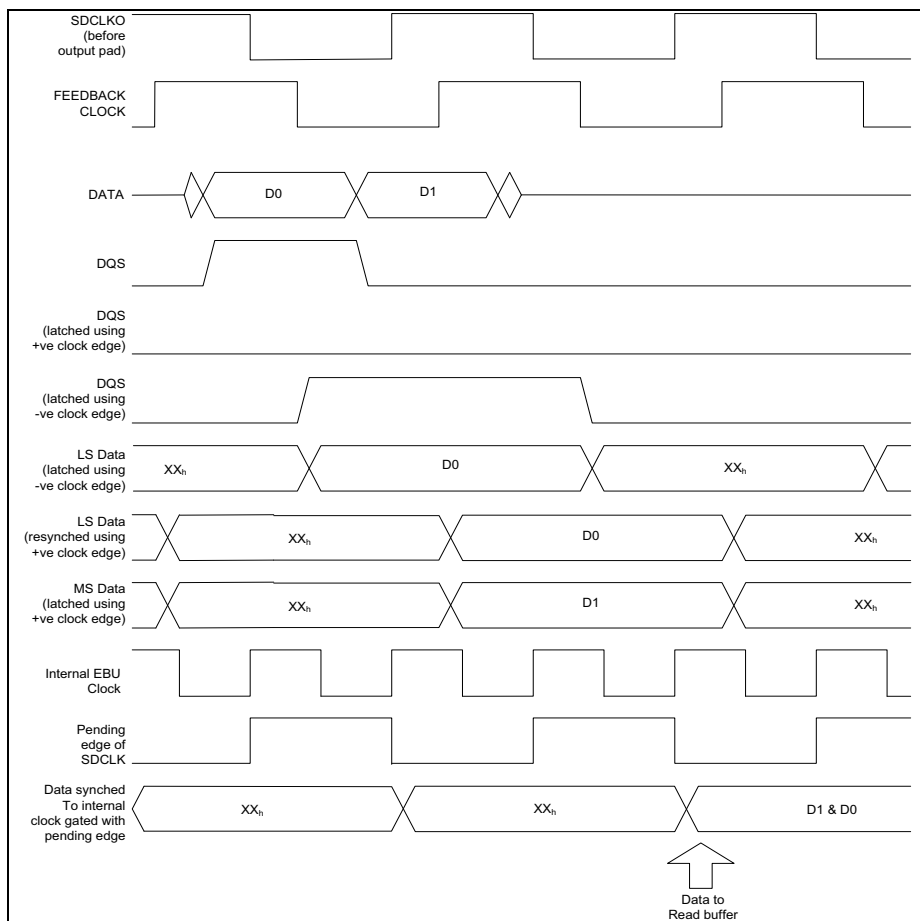 SDCLKO
(before
output pad)
FEEDBACK
CLOCK
DATA
D0
D1
DQS
DQS
(latched using
+ve clock edge)
DQS
(latched using
-ve clock edge)
LS Data
(latched using
-ve clock edge)
XXh
D0
XXh
LS Data
(resynched using
+ve clock edge)
XXh
D0
XXh
MS Data
(latched using
+ve clock edge)
XXh
D1
XXh
Internal EBU
Clock
Pending
edge of
SDCLK
Data synched
To internal
clock gated with
pending edge
XXh
XXh
D1 & D0
Data to
Read buffer